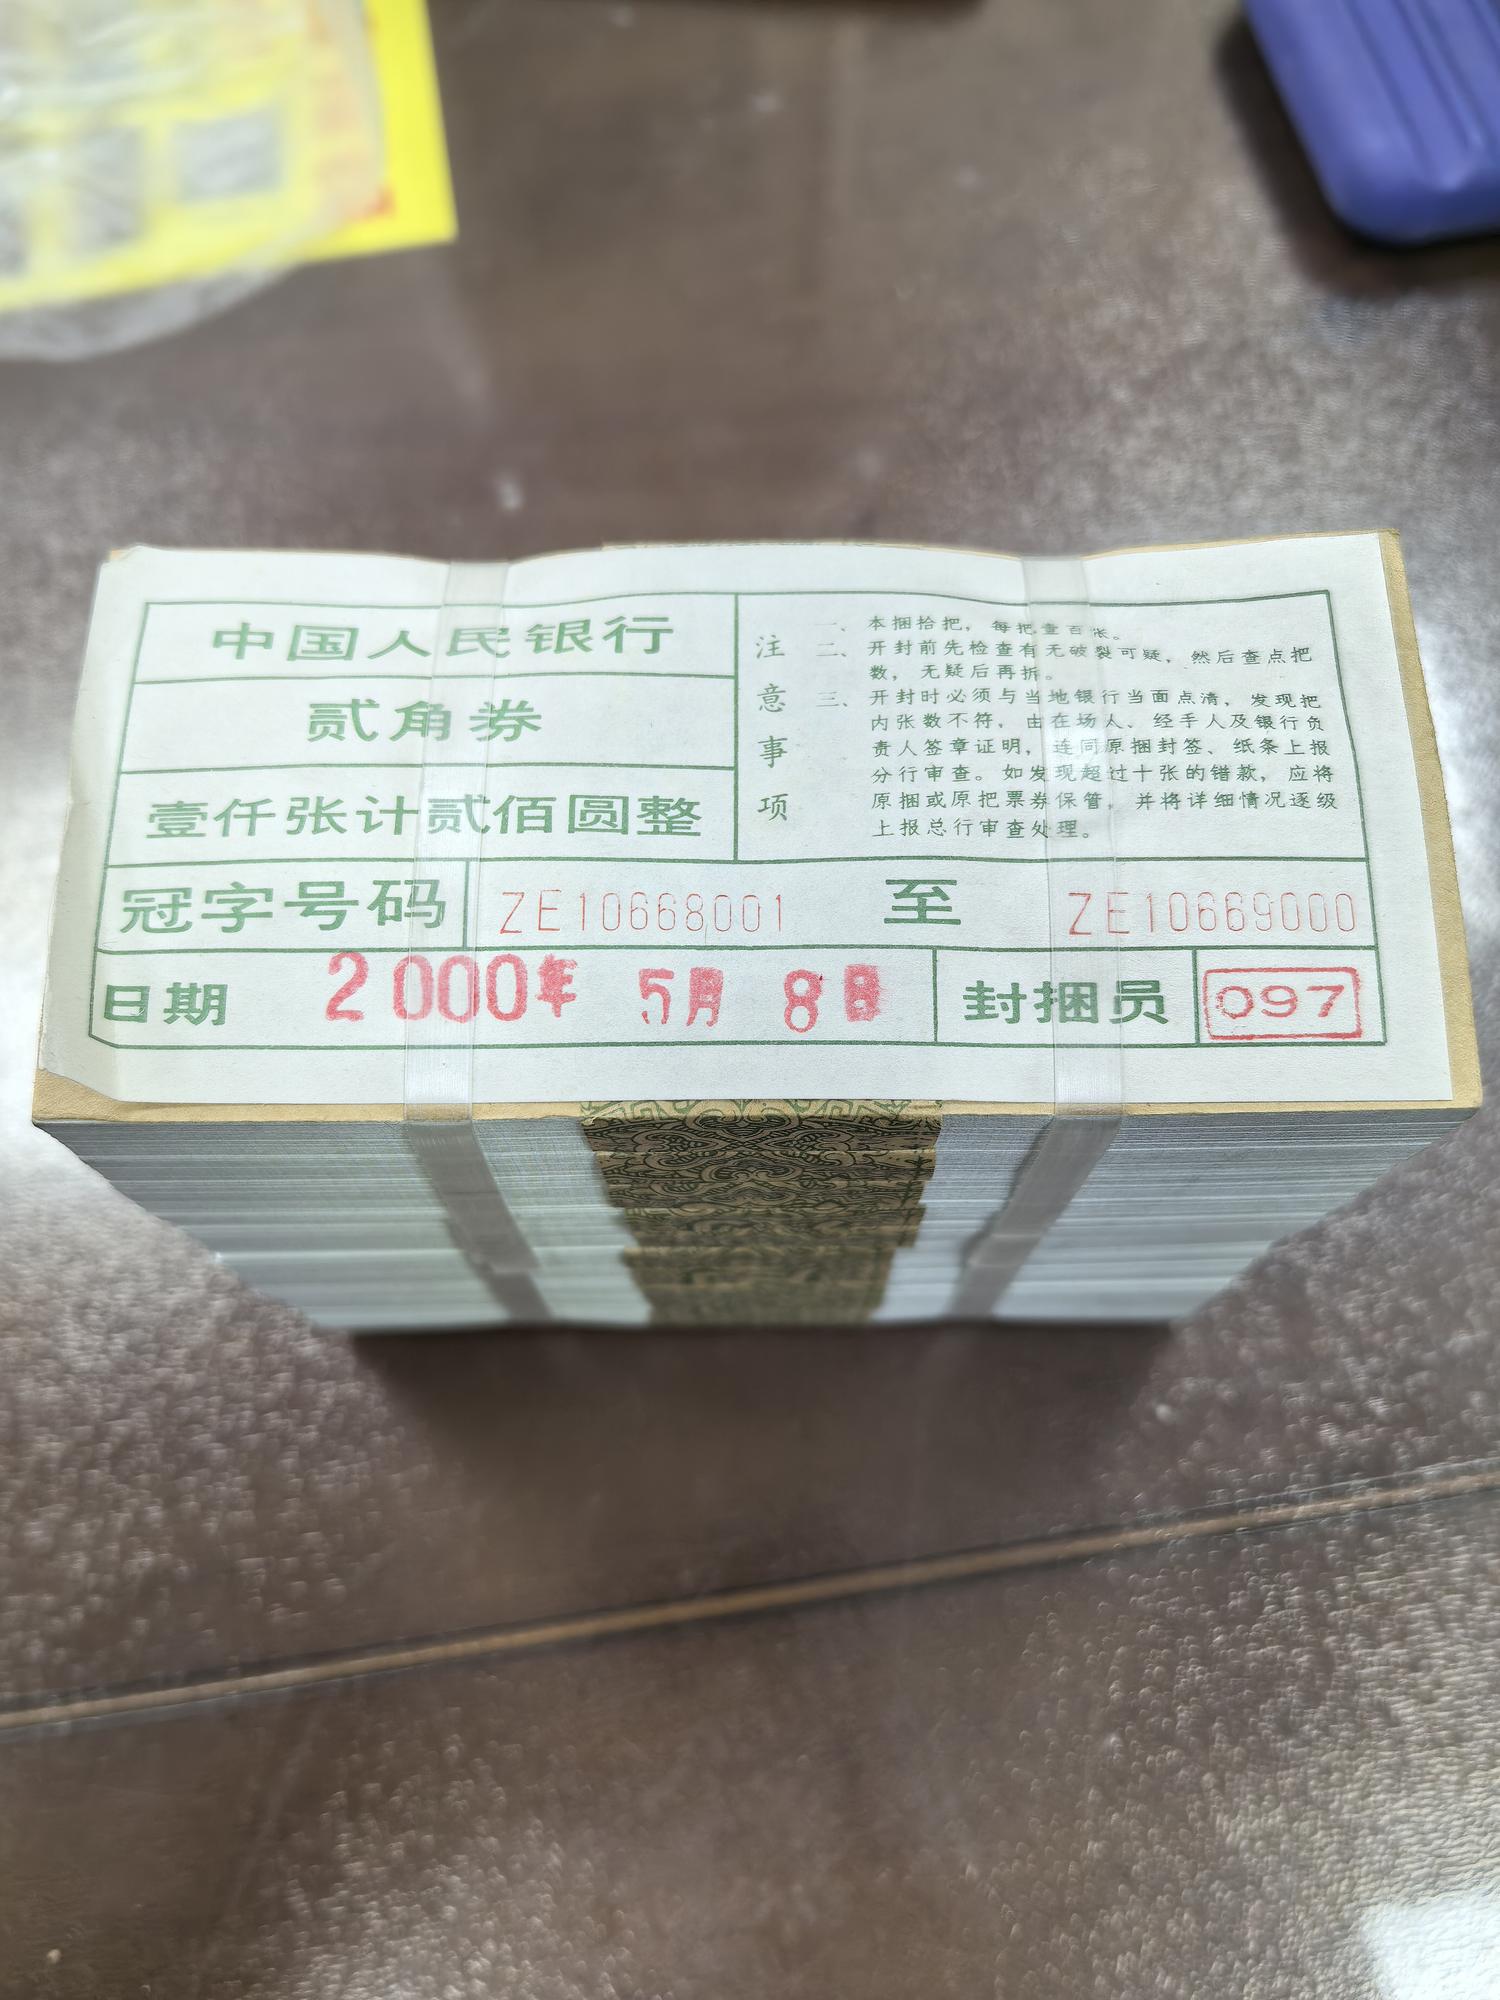 中国人民银行
贰角券
壹仟张计贰佰圆整
注意事项
一、本捆拾把，每把壹百张。
二、开封前先检查有无破裂可疑，然后查点把
数，无疑后再拆。
三、开封时必须与当地银行当面点清，发现把
内张数不符，由在场人、经手人及银行负
责人签章证明，连同原捆封签、纸条上报
分行审查。如发现超过十张的错款，应将
原捆或原把票券保管，并将详细情况逐级
上报总行审查处理。
冠字号码 ZE10668001 至 ZE10669000
日期 2000年 5月 8日 封捆员 097